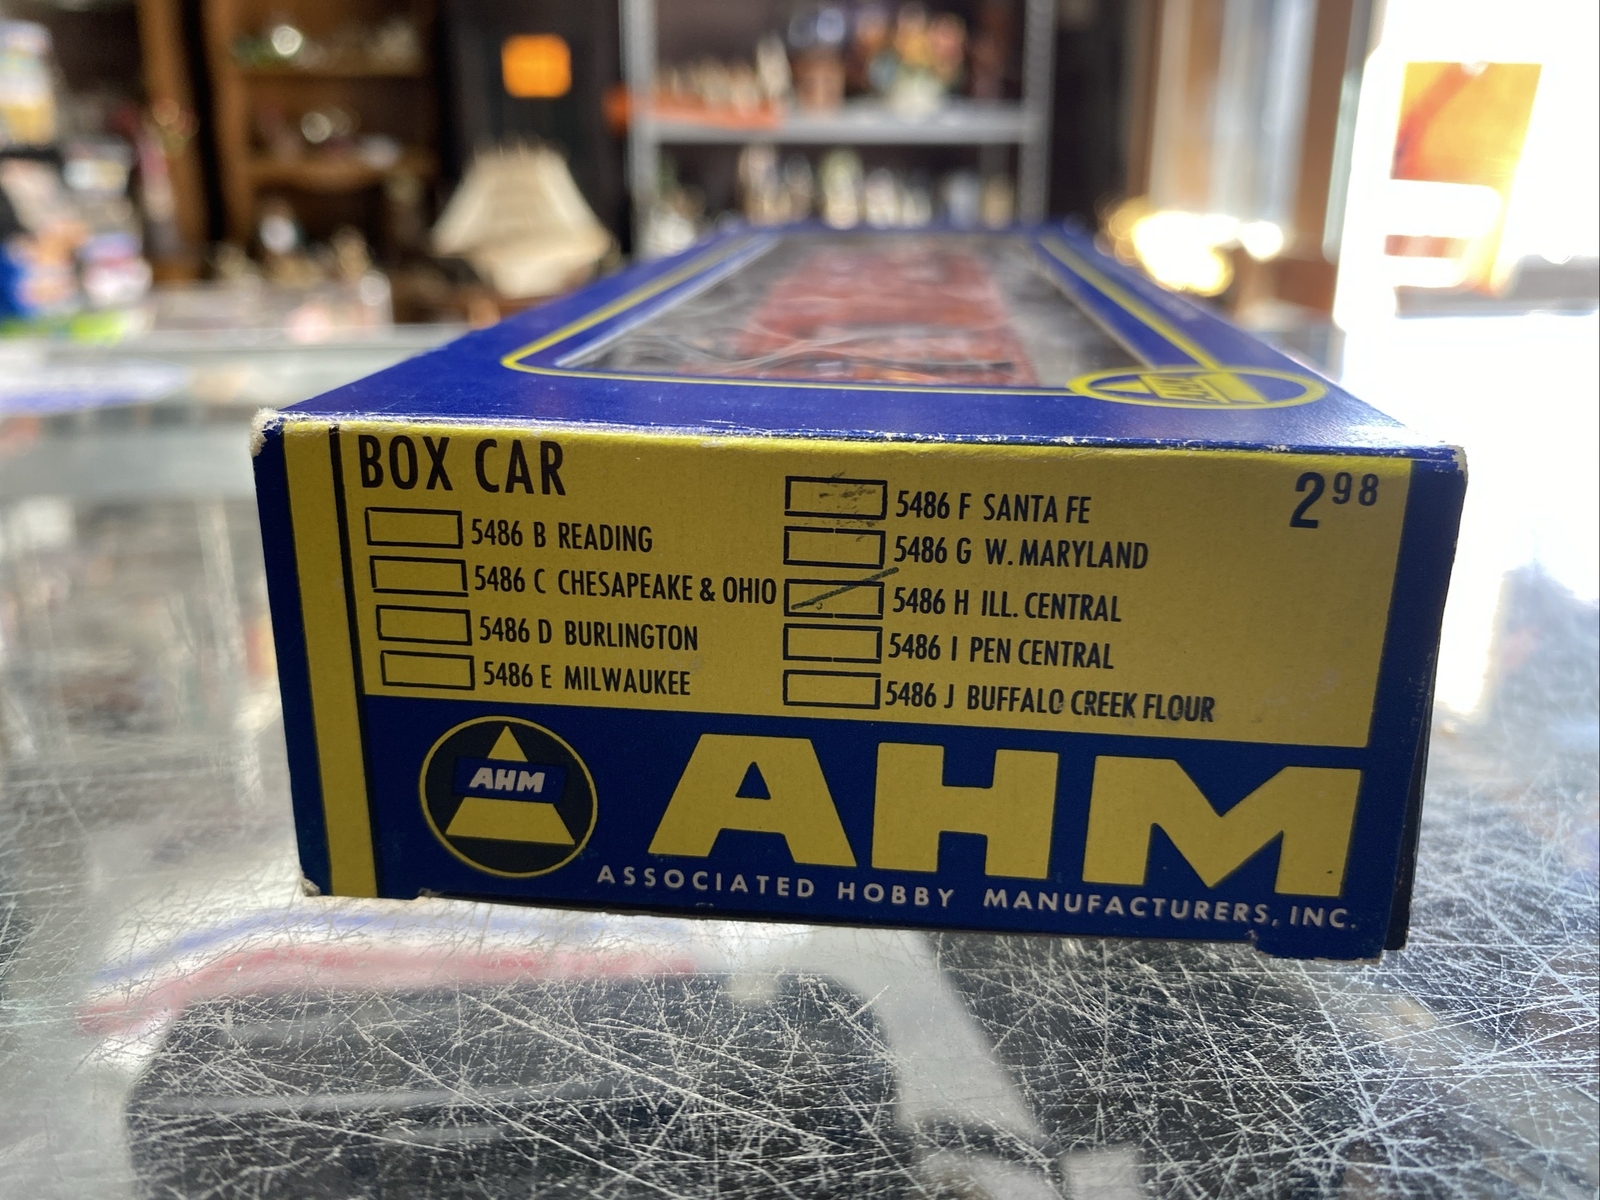 BOX CAR
5486 B READING
5486 C CHESAPEAKE & OHIO
5486 D BURLINGTON
5486 E MILWAUKEE
5486 F SANTA FE
5486 G W. MARYLAND
5486 H ILL. CENTRAL
5486 I PEN CENTRAL
5486 J BUFFALO CREEK FLOUR
2 98
AHM
AHM
ASSOCIATED HOBBY MANUFACTURERS, INC.